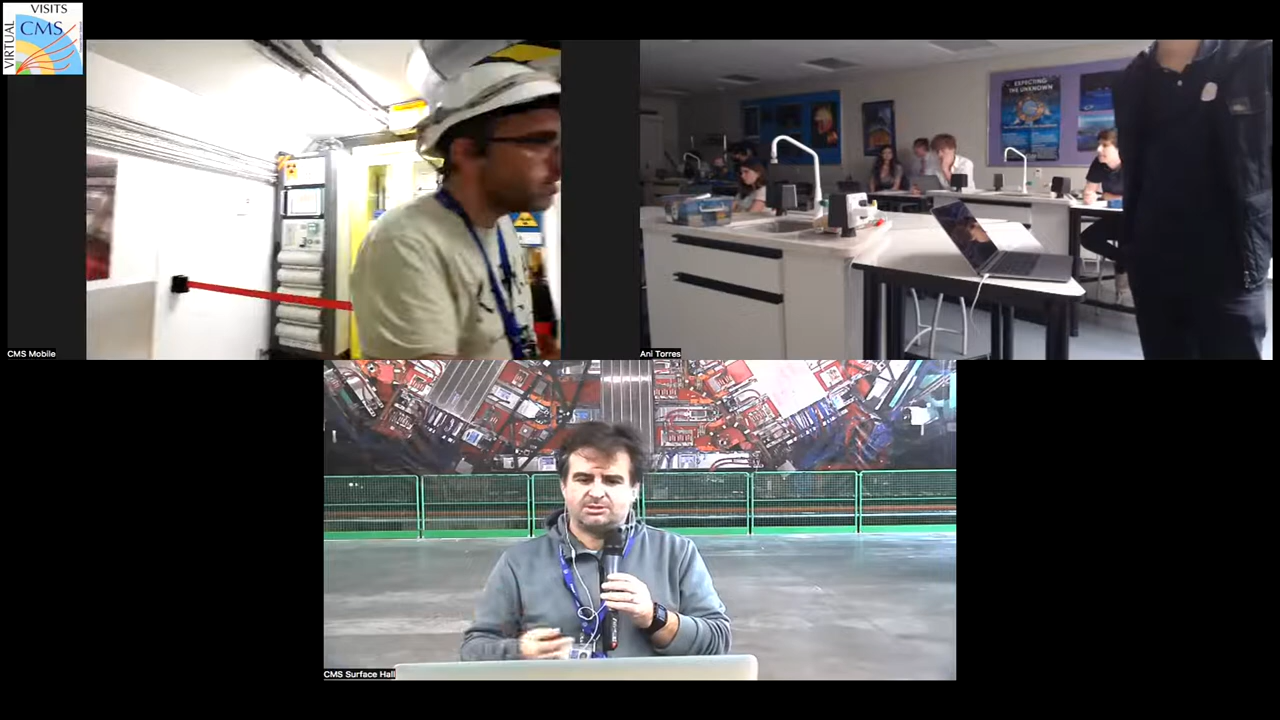 VISITS
VIRTUAL
CMS
EXPECTING
THE UNKNOWN
CMS Mobile
Ani Torres
CMS Surface Hall